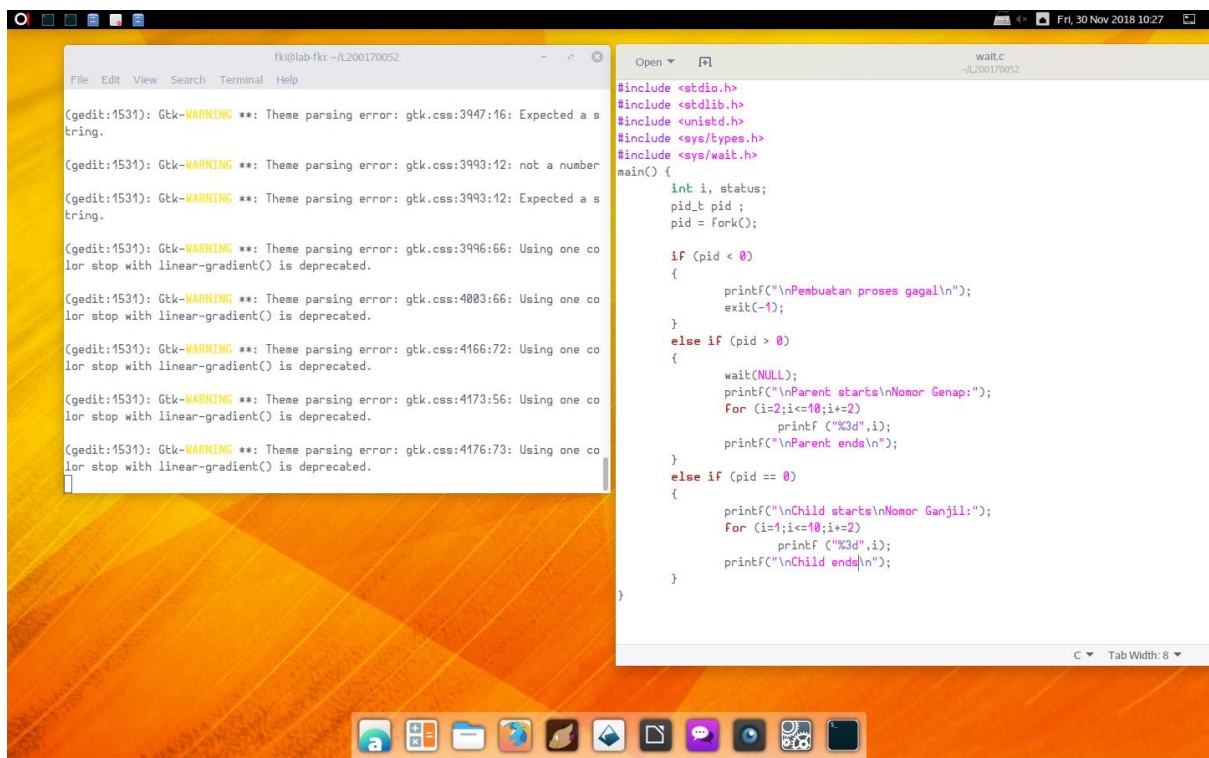 Fri, 30 Nov 2018 10:27
fki@lab-fki: ~/L200170052
File Edit View Search Terminal Help
(gedit:1531): Gtk-WARNING **: Theme parsing error: gtk.css:3947:16: Expected a s
tring.
(gedit:1531): Gtk-WARNING **: Theme parsing error: gtk.css:3993:12: not a number
(gedit:1531): Gtk-WARNING **: Theme parsing error: gtk.css:3993:12: Expected a s
tring.
(gedit:1531): Gtk-WARNING **: Theme parsing error: gtk.css:3996:66: Using one co
lor stop with linear-gradient() is deprecated.
(gedit:1531): Gtk-WARNING **: Theme parsing error: gtk.css:4003:66: Using one co
lor stop with linear-gradient() is deprecated.
(gedit:1531): Gtk-WARNING **: Theme parsing error: gtk.css:4166:72: Using one co
lor stop with linear-gradient() is deprecated.
(gedit:1531): Gtk-WARNING **: Theme parsing error: gtk.css:4173:56: Using one co
lor stop with linear-gradient() is deprecated.
(gedit:1531): Gtk-WARNING **: Theme parsing error: gtk.css:4176:73: Using one co
lor stop with linear-gradient() is deprecated.
Open
wait.c
~/L200170052
#include <stdio.h>
#include <stdlib.h>
#include <unistd.h>
#include <sys/types.h>
#include <sys/wait.h>
main() {
int i, status;
pid_t pid ;
pid = fork();
if (pid < 0)
{
printf("\nPembuatan proses gagal\n");
exit(-1);
}
else if (pid > 0)
{
wait(NULL);
printf("\nParent starts\nNomor Genap:");
for (i=2;i<=10;i+=2)
printf ("%3d",i);
printf("\nParent ends\n");
}
else if (pid == 0)
{
printf("\nChild starts\nNomor Ganjil:");
for (i=1;i<=10;i+=2)
printf ("%3d",i);
printf("\nChild ends\n");
}
}
C Tab Width: 8
a